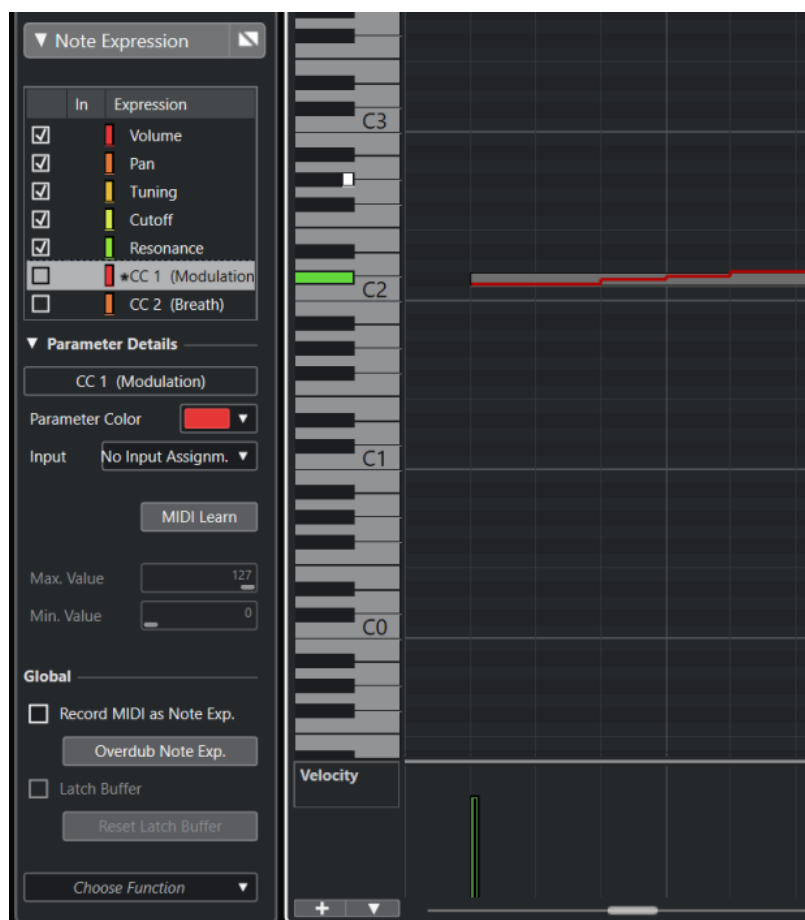 Note Expression
In Expression
Volume
Pan
Tuning
Cutoff
Resonance
★CC 1 (Modulation
CC 2 (Breath)
Parameter Details
CC 1 (Modulation)
Parameter Color
Input No Input Assignm.
MIDI Learn
Max. Value 127
Min. Value 0
Global
Record MIDI as Note Exp.
Overdub Note Exp.
Latch Buffer
Reset Latch Buffer
Choose Function
C3
C2
C1
C0
Velocity